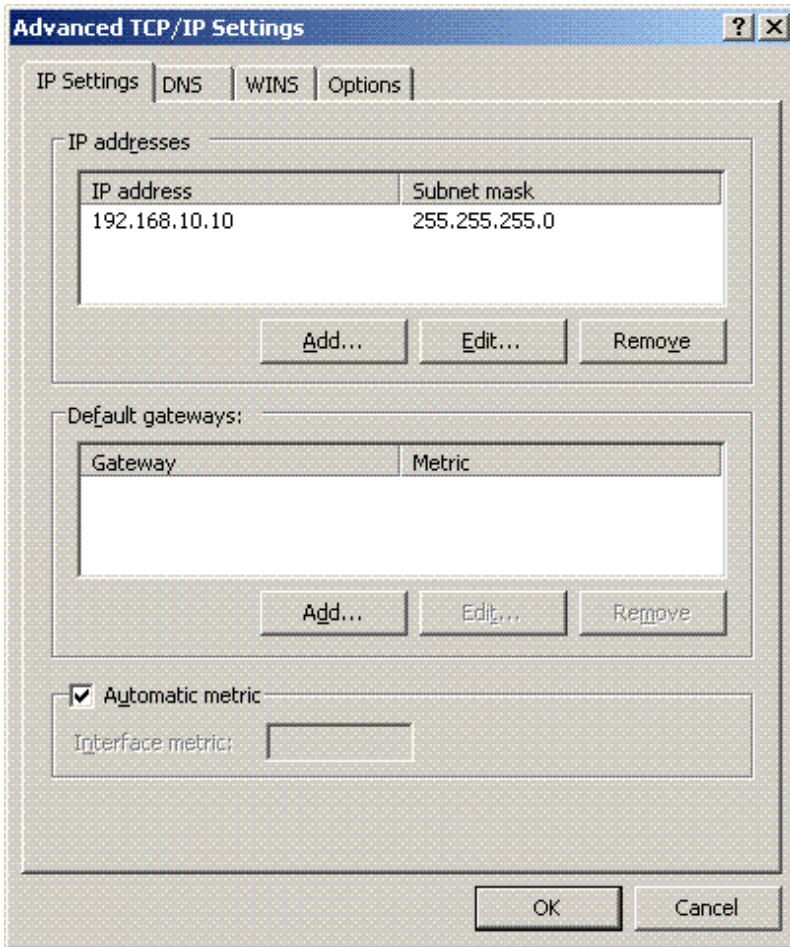 Advanced TCP/IP Settings
IP Settings DNS WINS Options
IP addresses
IP address Subnet mask
192.168.10.10 255.255.255.0
Add... Edit... Remove
Default gateways:
Gateway Metric
Add... Edit... Remove
Automatic metric
Interface metric:
OK Cancel